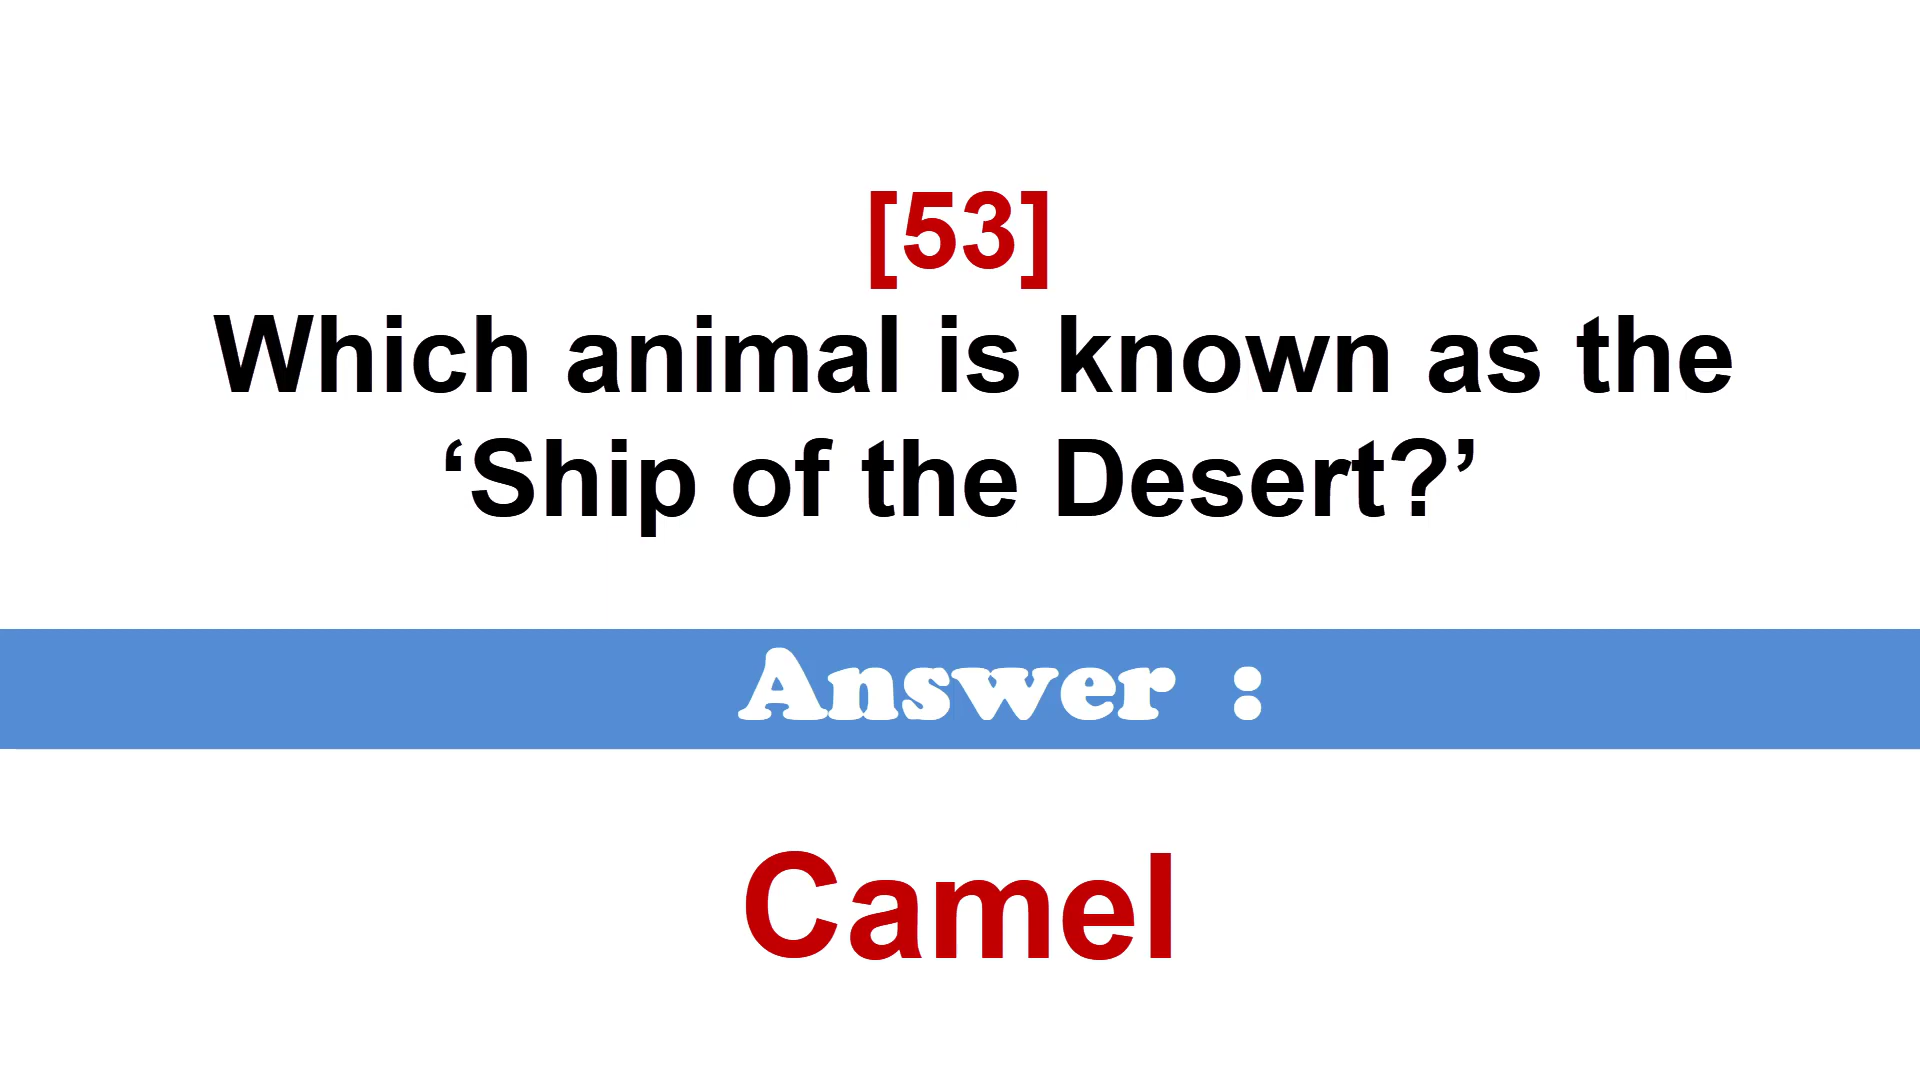 [53]
Which animal is known as the
‘Ship of the Desert?’
Answer :
Camel